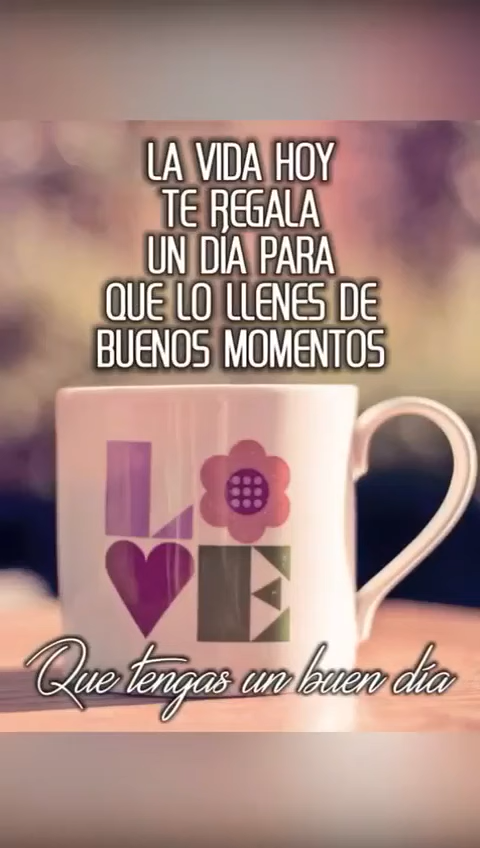 LA VIDA HOY
TE REGALA
UN DÍA PARA
QUE LO LLENES DE
BUENOS MOMENTOS
LOVE
Que tengas un buen día